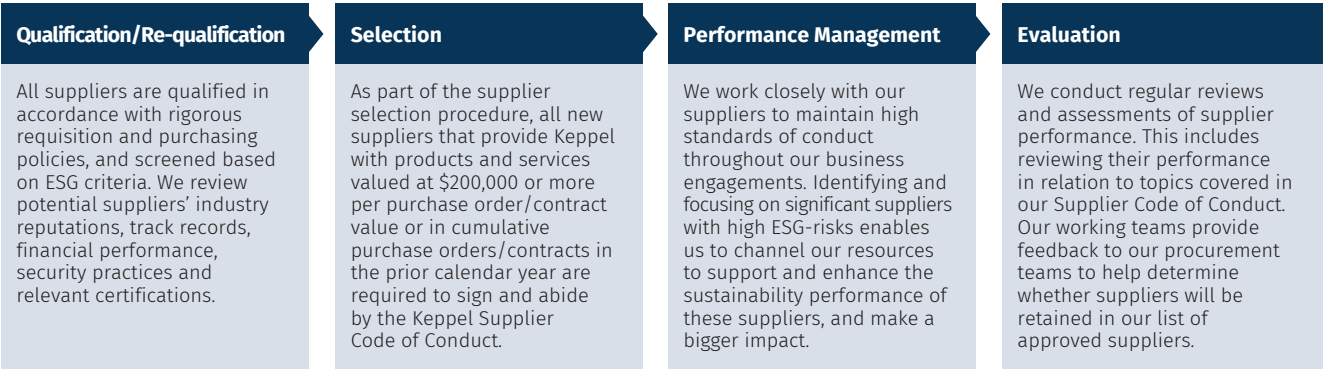 Qualification/Re-qualification
All suppliers are qualified in
accordance with rigorous
requisition and purchasing
policies, and screened based
on ESG criteria. We review
potential suppliers’ industry
reputations, track records,
financial performance,
security practices and
relevant certifications.
Selection
As part of the supplier
selection procedure, all new
suppliers that provide Keppel
with products and services
valued at $200,000 or more
per purchase order/contract
value or in cumulative
purchase orders/contracts in
the prior calendar year are
required to sign and abide
by the Keppel Supplier
Code of Conduct.
Performance Management
We work closely with our
suppliers to maintain high
standards of conduct
throughout our business
engagements. Identifying and
focusing on significant suppliers
with high ESG-risks enables
us to channel our resources
to support and enhance the
sustainability performance of
these suppliers, and make a
bigger impact.
Evaluation
We conduct regular reviews
and assessments of supplier
performance. This includes
reviewing their performance
in relation to topics covered in
our Supplier Code of Conduct.
Our working teams provide
feedback to our procurement
teams to help determine
whether suppliers will be
retained in our list of
approved suppliers.